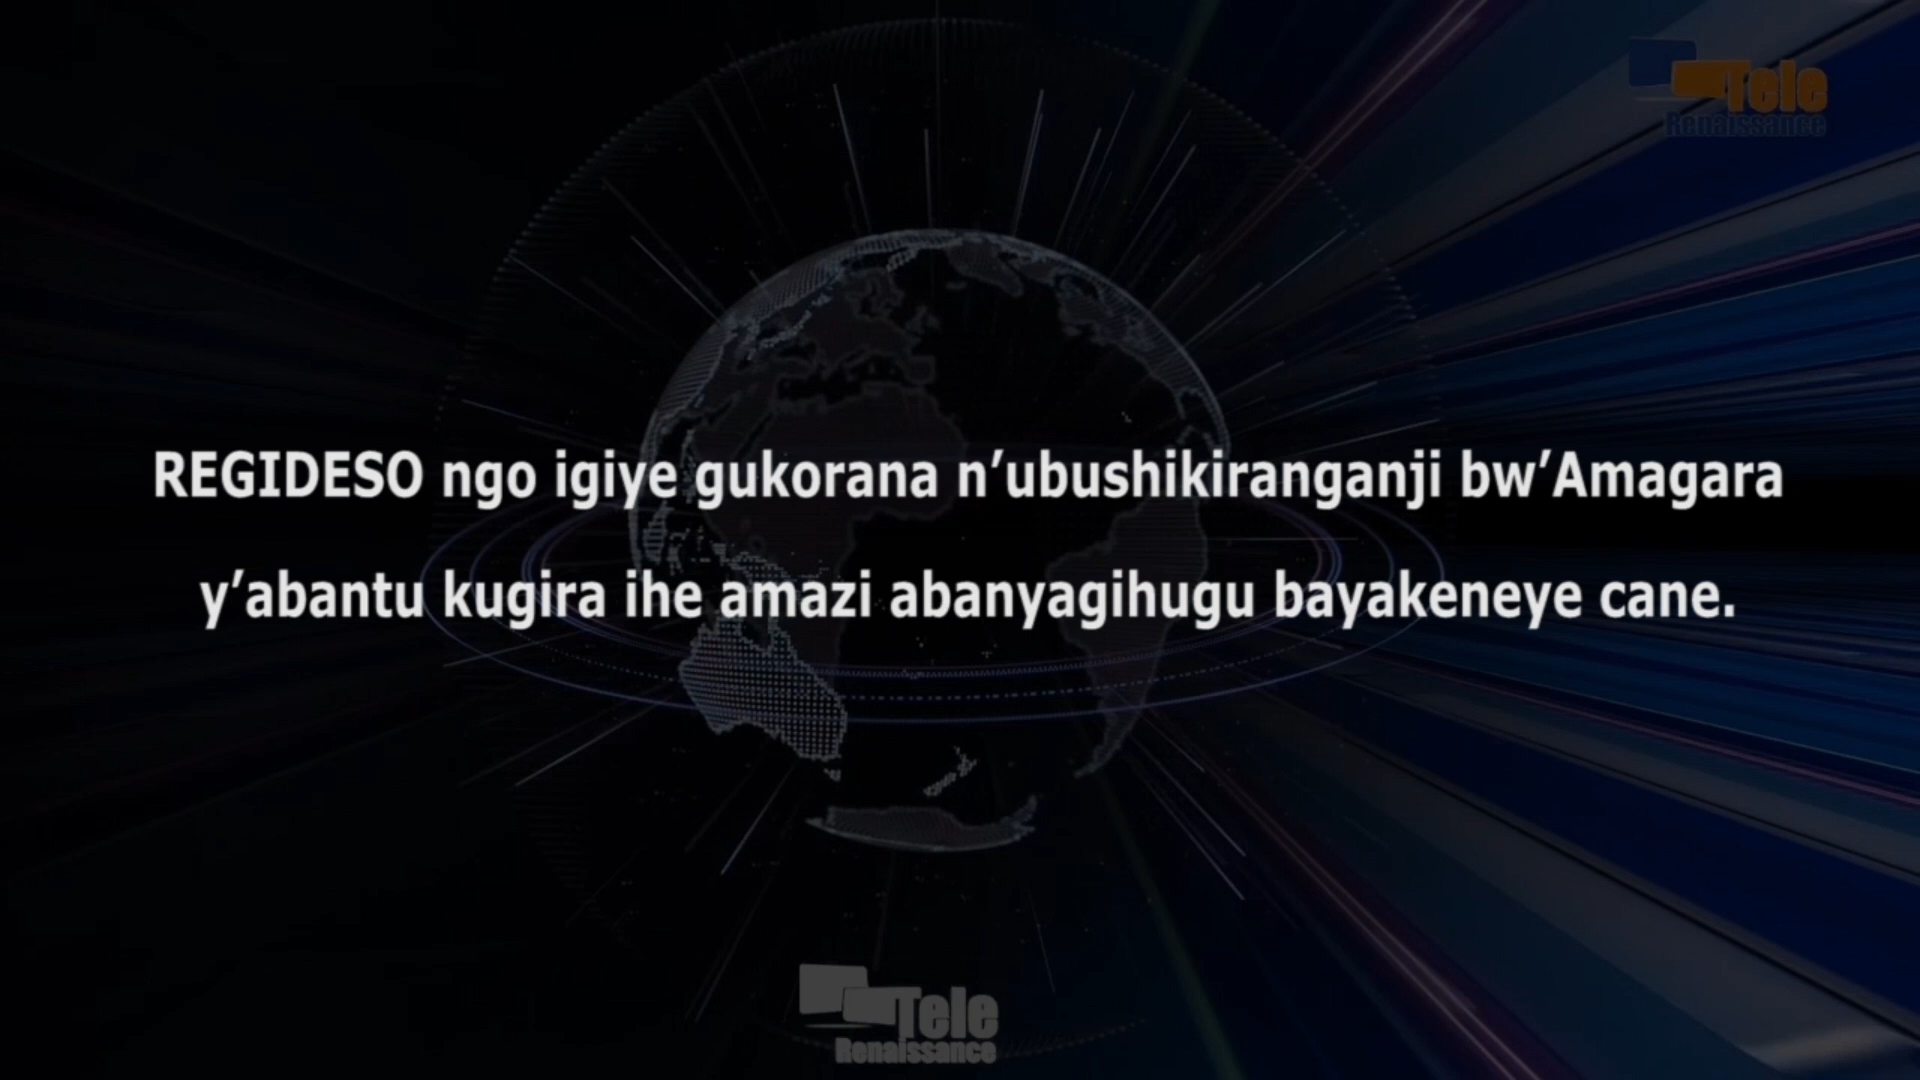 Tele
Renaissance
REGIDESO ngo igiye gukorana n’ubushikiranganji bw’Amagara
y’abantu kugira ihe amazi abanyagihugu bayakeneye cane.
Tele
Renaissance